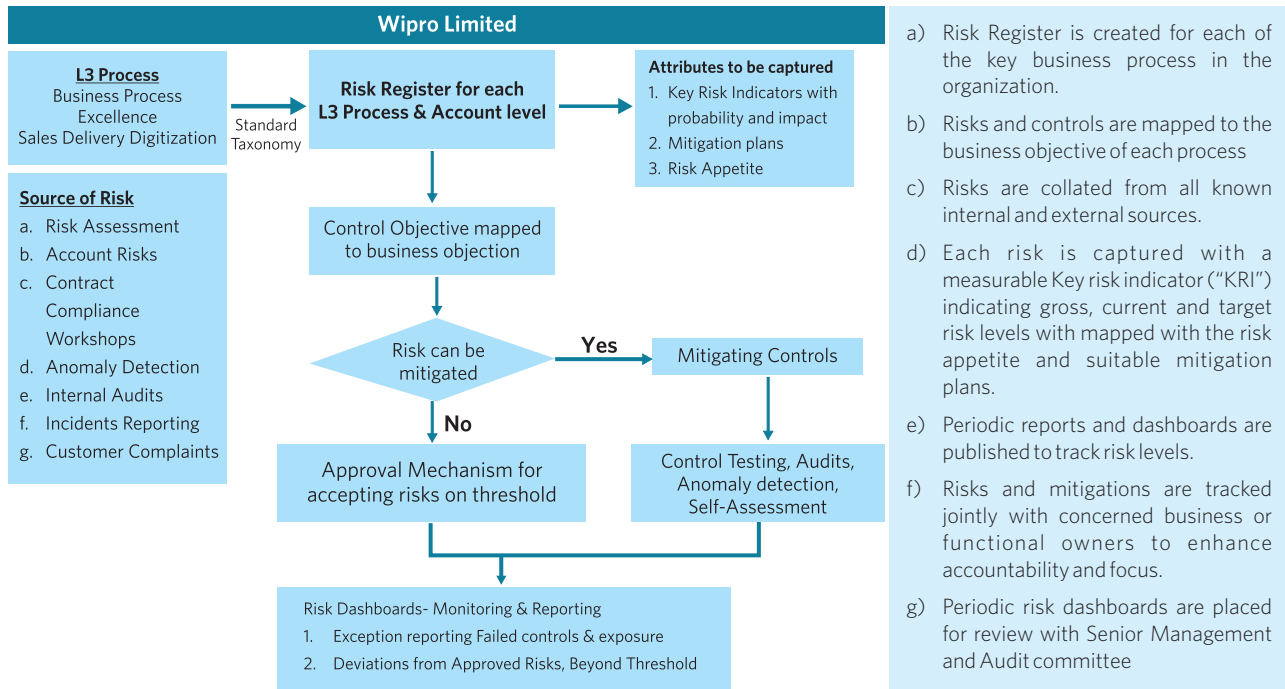 Wipro Limited
L3 Process
Business Process
Excellence
Sales Delivery Digitization
Standard
Taxonomy
Risk Register for each
L3 Process & Account level
Attributes to be captured
1. Key Risk Indicators with
probability and impact
2. Mitigation plans
3. Risk Appetite
Source of Risk
a. Risk Assessment
b. Account Risks
c. Contract
Compliance
Workshops
d. Anomaly Detection
e. Internal Audits
f. Incidents Reporting
g. Customer Complaints
Control Objective mapped
to business objection
Risk can be
mitigated
Yes
Mitigating Controls
No
Approval Mechanism for
accepting risks on threshold
Control Testing, Audits,
Anomaly detection,
Self-Assessment
Risk Dashboards- Monitoring & Reporting
1. Exception reporting Failed controls & exposure
2. Deviations from Approved Risks, Beyond Threshold
a) Risk Register is created for each of
the key business process in the
organization.
b) Risks and controls are mapped to the
business objective of each process
c) Risks are collated from all known
internal and external sources.
d) Each risk is captured with a
measurable Key risk indicator (“KRI”)
indicating gross, current and target
risk levels with mapped with the risk
appetite and suitable mitigation
plans.
e) Periodic reports and dashboards are
published to track risk levels.
f) Risks and mitigations are tracked
jointly with concerned business or
functional owners to enhance
accountability and focus.
g) Periodic risk dashboards are placed
for review with Senior Management
and Audit committee